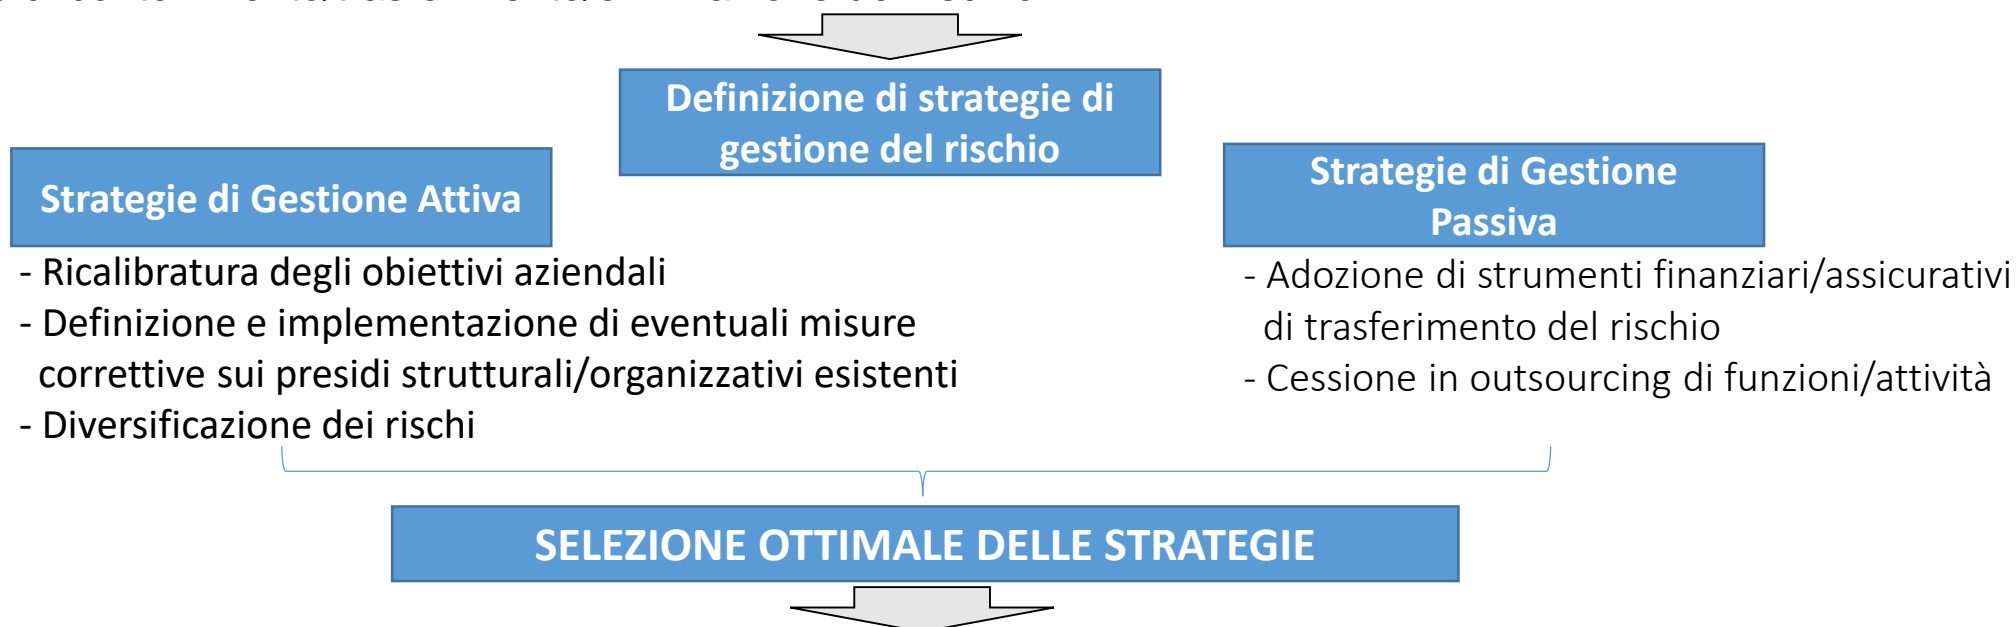 Definizione di strategie di
gestione del rischio
Strategie di Gestione Attiva
- Ricalibratura degli obiettivi aziendali
- Definizione e implementazione di eventuali misure
correttive sui presidi strutturali/organizzativi esistenti
- Diversificazione dei rischi
Strategie di Gestione
Passiva
- Adozione di strumenti finanziari/assicurativi
di trasferimento del rischio
- Cessione in outsourcing di funzioni/attività
SELEZIONE OTTIMALE DELLE STRATEGIE